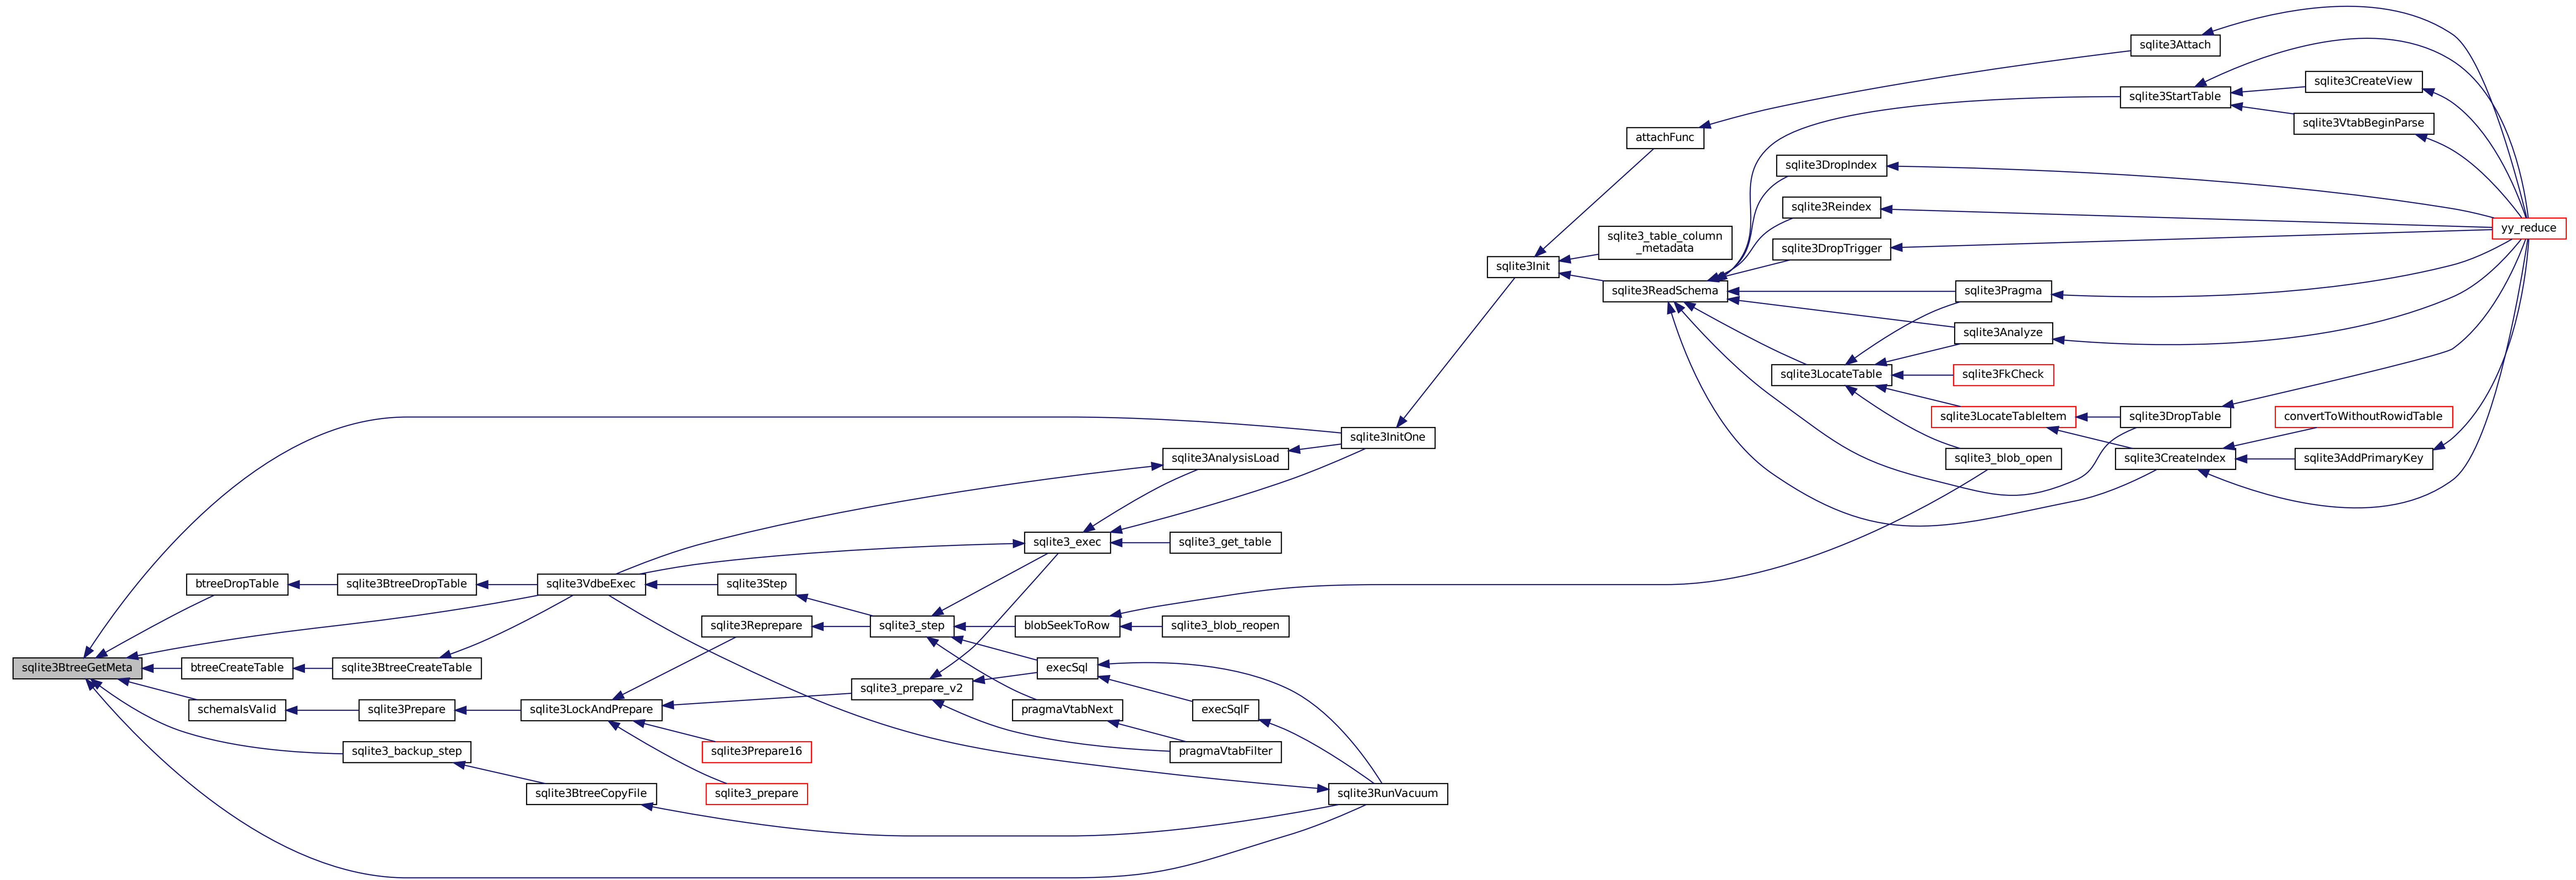 sqlite3Attach
sqlite3CreateView
sqlite3StartTable
sqlite3VtabBeginParse
attachFunc
sqlite3DropIndex
sqlite3Reindex
yy_reduce
sqlite3_table_column
_metadata
sqlite3DropTrigger
sqlite3Init
sqlite3ReadSchema
sqlite3Pragma
sqlite3Analyze
sqlite3LocateTable
sqlite3FkCheck
sqlite3LocateTableItem
sqlite3DropTable
convertToWithoutRowidTable
sqlite3InitOne
sqlite3AnalysisLoad
sqlite3_blob_open
sqlite3CreateIndex
sqlite3AddPrimaryKey
sqlite3_exec
sqlite3_get_table
btreeDropTable
sqlite3BtreeDropTable
sqlite3VdbeExec
sqlite3Step
sqlite3Reprepare
sqlite3_step
blobSeekToRow
sqlite3_blob_reopen
sqlite3BtreeGetMeta
btreeCreateTable
sqlite3BtreeCreateTable
execSql
sqlite3_prepare_v2
schemaIsValid
sqlite3Prepare
sqlite3LockAndPrepare
pragmaVtabNext
execSqlF
sqlite3_backup_step
sqlite3Prepare16
pragmaVtabFilter
sqlite3BtreeCopyFile
sqlite3_prepare
sqlite3RunVacuum